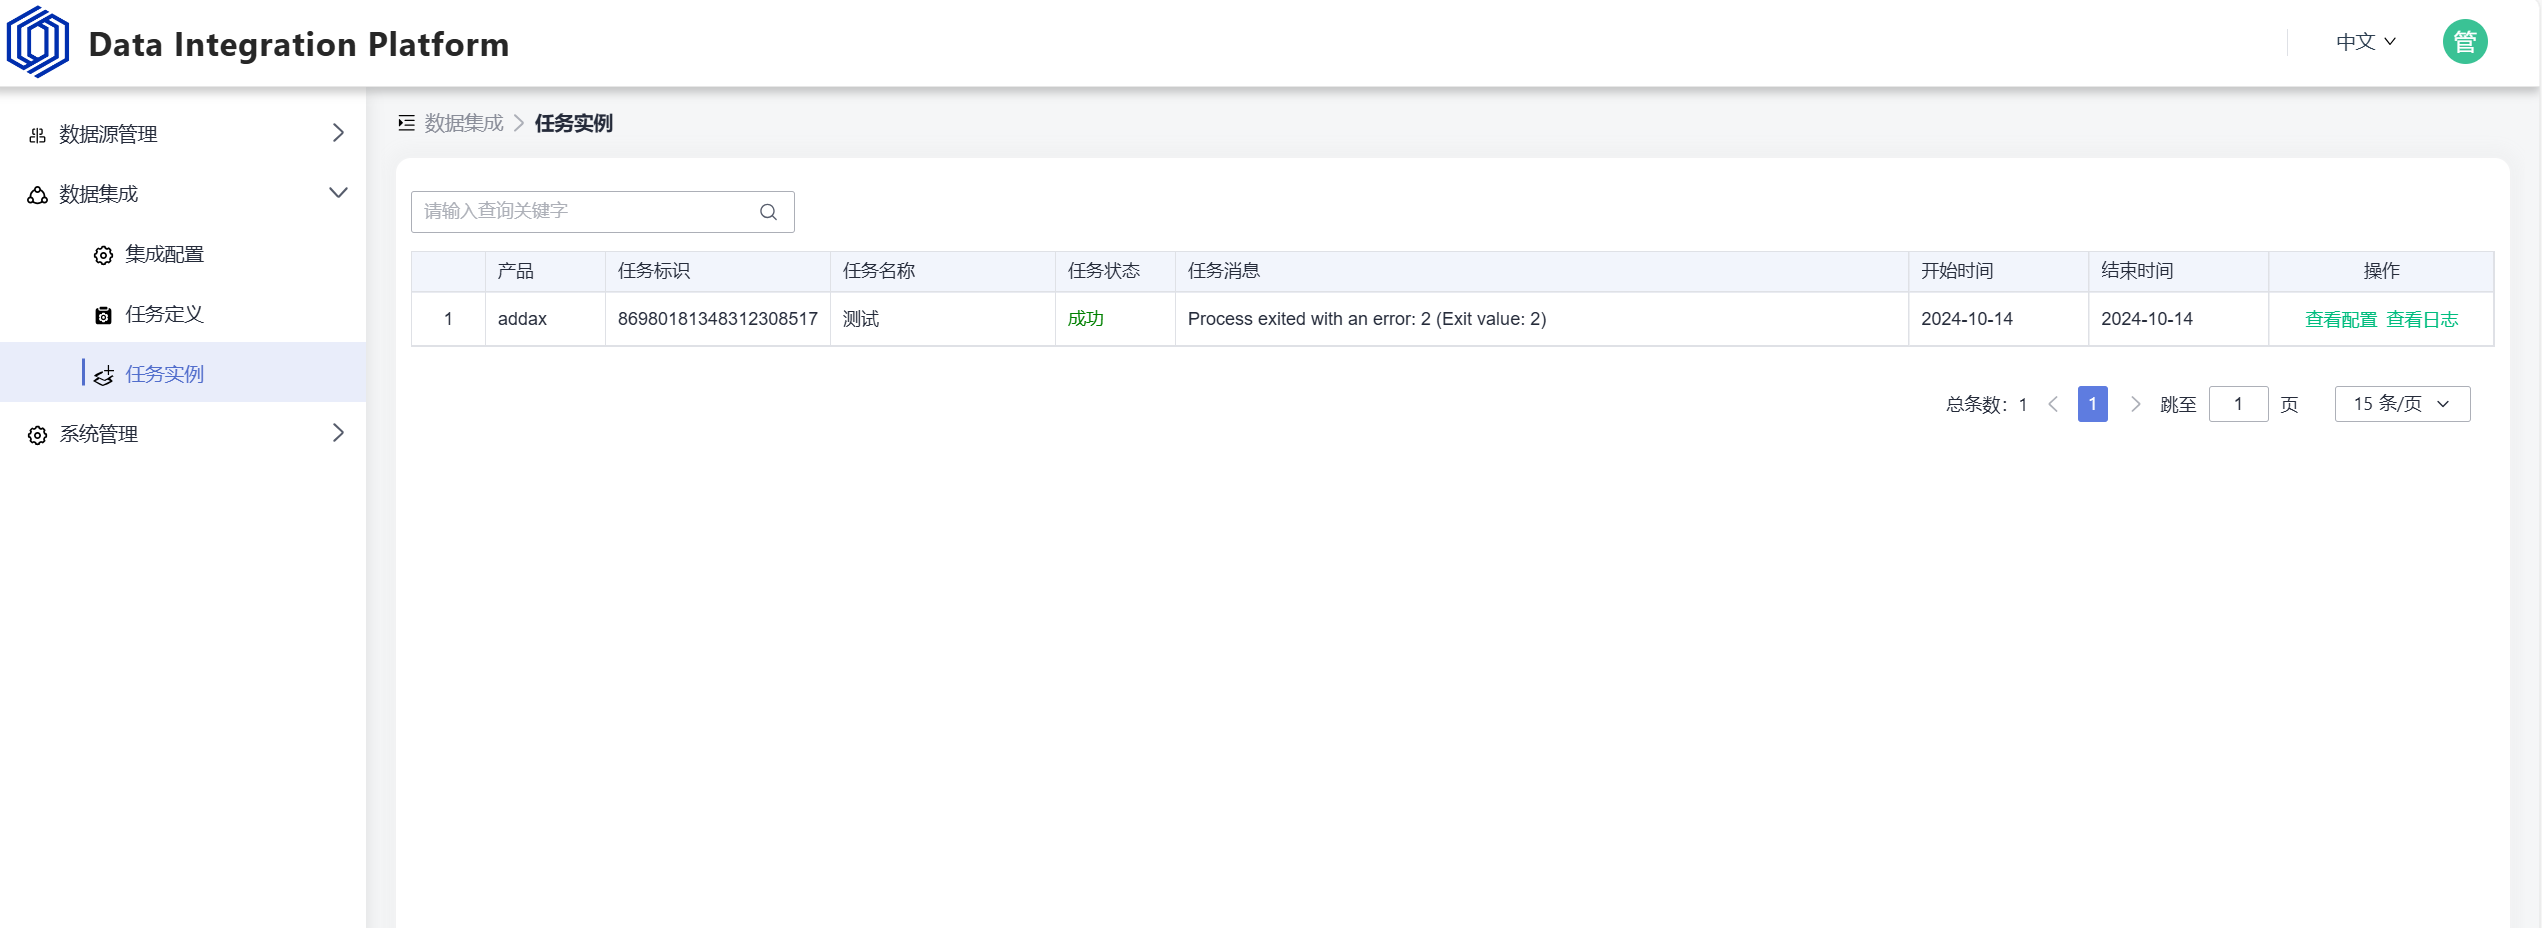 Data Integration Platform
中文
管
数据源管理
数据集成
集成配置
任务定义
任务实例
系统管理
数据集成 任务实例
请输入查询关键字
产品 任务标识 任务名称 任务状态 任务消息 开始时间 结束时间 操作
1 addax 86980181348312308517 测试 成功 Process exited with an error: 2 (Exit value: 2) 2024-10-14 2024-10-14 查看配置 查看日志
总条数：1 1 跳至 1 页 15 条/页